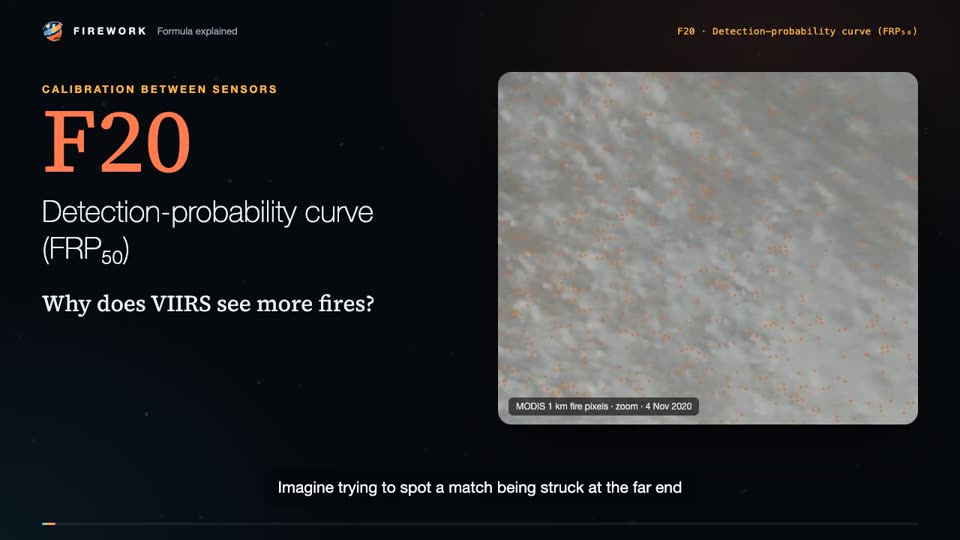 FIREWORK Formula explained
F20 · Detection-probability curve (FRP₅₀)
CALIBRATION BETWEEN SENSORS
F20
Detection-probability curve
(FRP₅₀)
Why does VIIRS see more fires?
MODIS 1 km fire pixels · zoom · 4 Nov 2020
Imagine trying to spot a match being struck at the far end